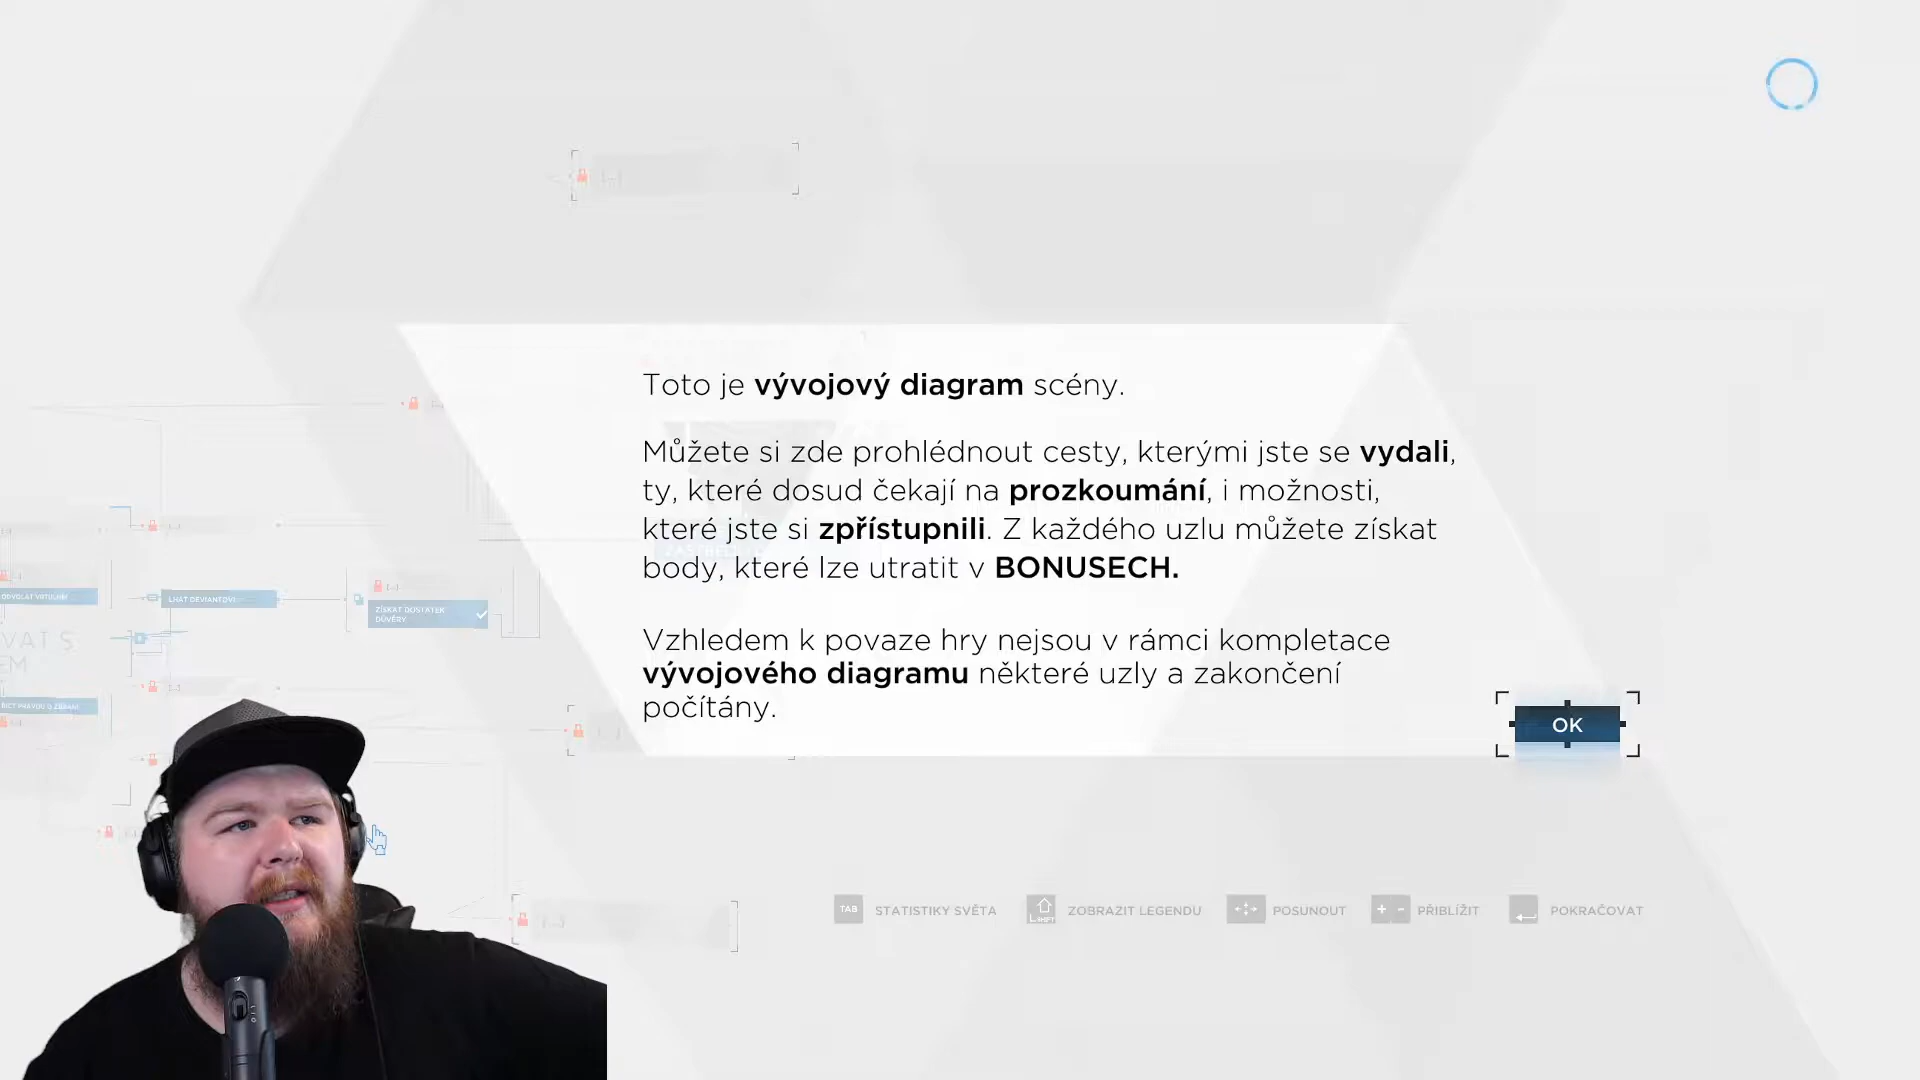 Toto je vývojový diagram scény.
Můžete si zde prohlédnout cesty, kterými jste se vydali,
ty, které dosud čekají na prozkoumání, i možnosti,
které jste si zpřístupnili. Z každého uzlu můžete získat
body, které lze utratit v BONUSECH.
Vzhledem k povaze hry nejsou v rámci kompletace
vývojového diagramu některé uzly a zakončení
počítány.
OK
LHÁT DEVIANTOVI
ZÍSKAT DOSTATEK
DŮVĚRY
TAB STATISTIKY SVĚTA
L.SHIFT ZOBRAZIT LEGENDU
POSUNOUT
+ - PŘIBLÍŽIT
POKRAČOVAT